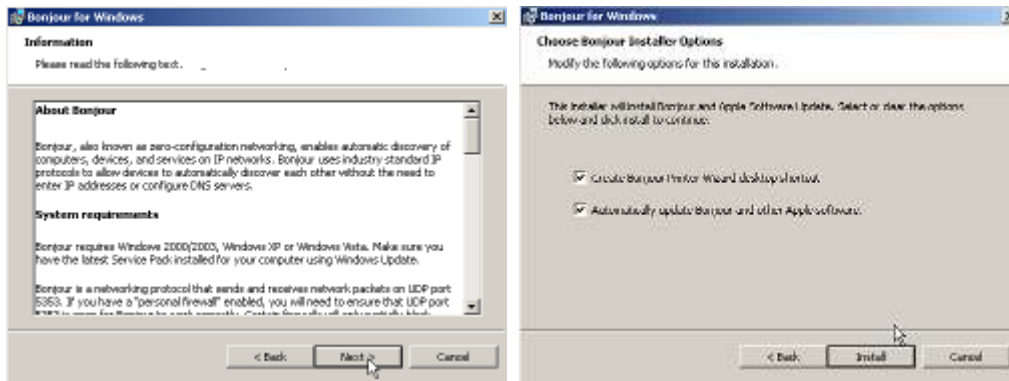 Bonjour for Windows
Information
Please read the following text.
About Bonjour
Bonjour, also known as zero-configuration networking, enables automatic discovery of
computers, devices, and services on IP networks. Bonjour uses industry standard IP
protocols to allow devices to automatically discover each other without the need to
enter IP addresses or configure DNS servers.
System requirements
Bonjour requires Windows 2000/2003, Windows XP or Windows Vista. Make sure you
have the latest Service Pack installed for your computer using Windows Update.
Bonjour is a networking protocol that sends and receives network packets on UDP port
5353. If you have a "personal firewall" enabled, you will need to ensure that UDP port
< Back
Next >
Cancel
Bonjour for Windows
Choose Bonjour Installer Options
Modify the following options for this installation.
This installer will install Bonjour and Apple Software Update. Select or clear the options
below and click install to continue.
Create Bonjour Printer Wizard desktop shortcut
Automatically update Bonjour and other Apple software.
< Back
Install
Cancel